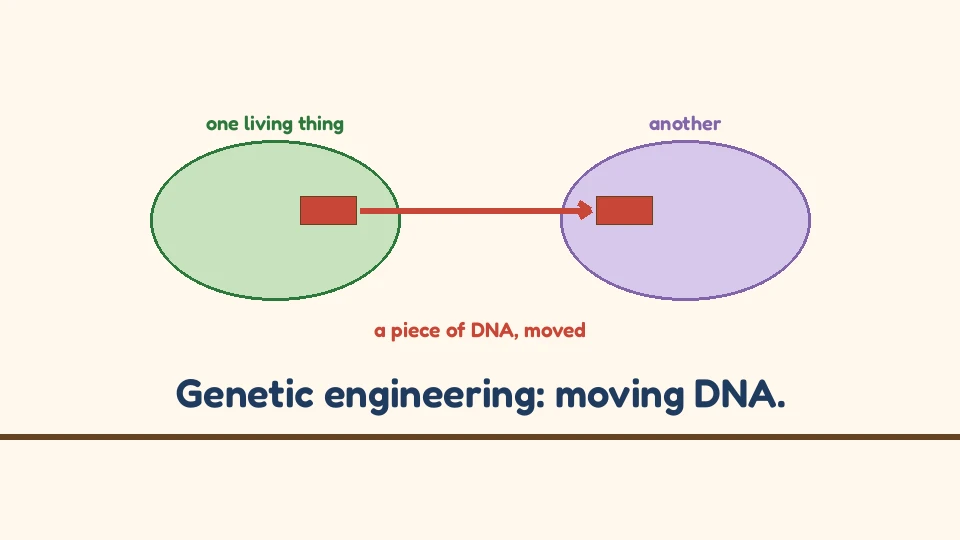 one living thing
another
a piece of DNA, moved
Genetic engineering: moving DNA.